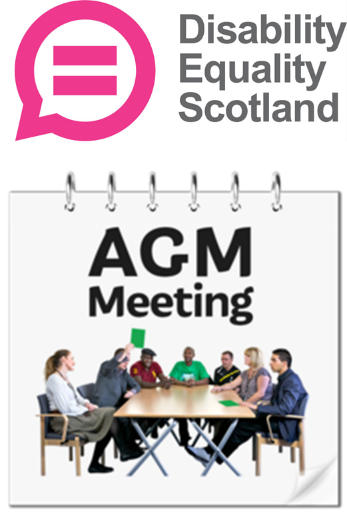 Disability
Equality
Scotland
AGM
Meeting